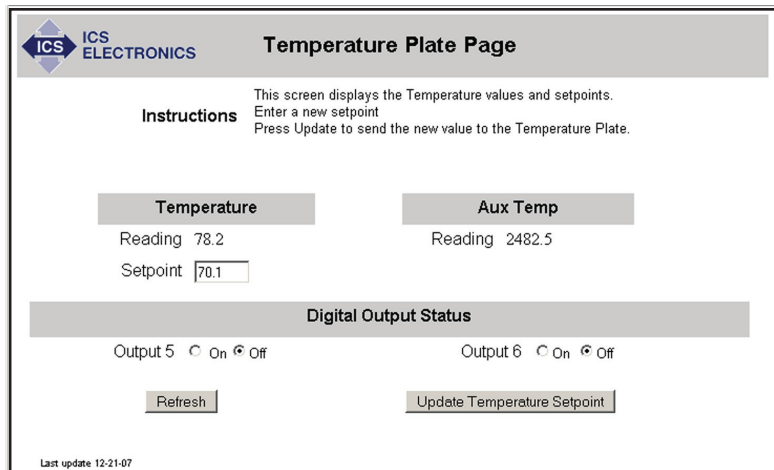 ICS
ICS
ELECTRONICS
Temperature Plate Page
Instructions
This screen displays the Temperature values and setpoints.
Enter a new setpoint
Press Update to send the new value to the Temperature Plate.
Temperature
Aux Temp
Reading 78.2
Reading 2482.5
Setpoint 70.1
Digital Output Status
Output 5 On Off
Output 6 On Off
Refresh
Update Temperature Setpoint
Last update 12-21-07